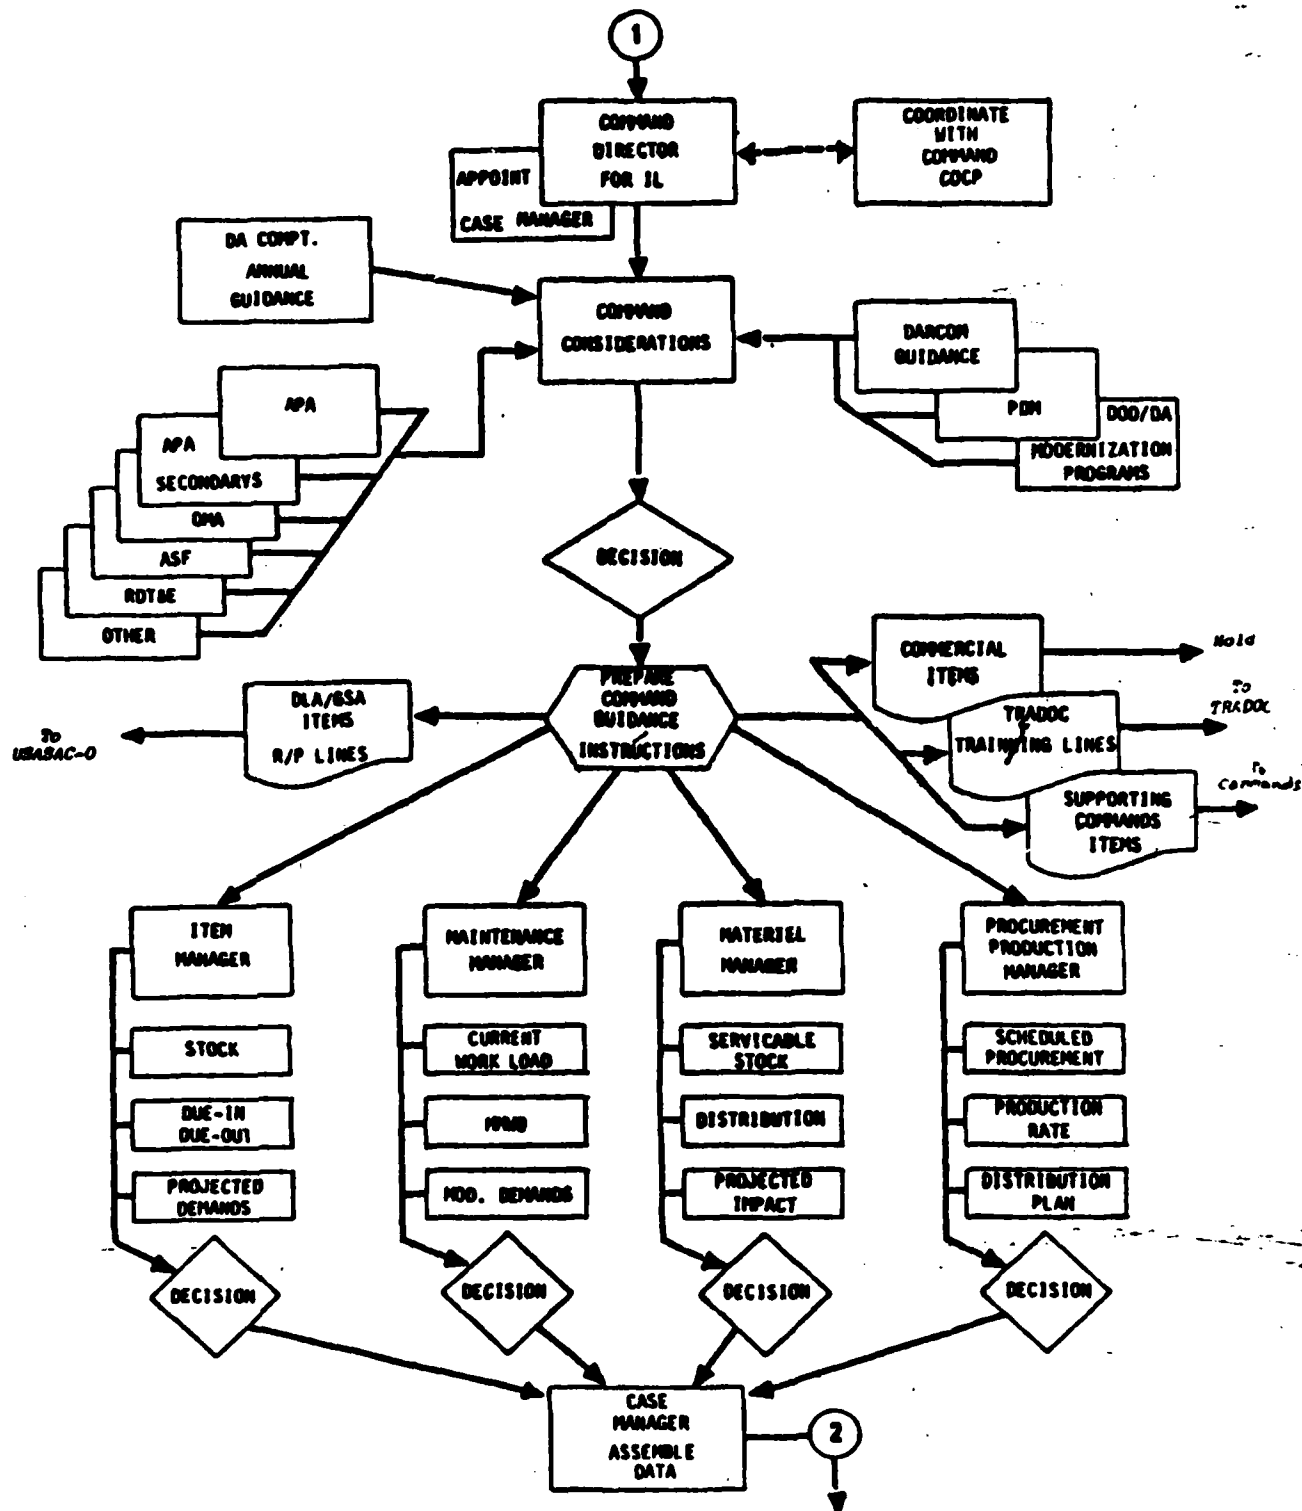 1
COMMAND
DIRECTOR
FOR IL
COORDINATE
WITH
COMMAND
COCP
APPOINT
CASE MANAGER
DA COMPT.
ANNUAL
GUIDANCE
COMMAND
CONSIDERATIONS
DARCOM
GUIDANCE
PDM
DOD/DA
MODERNIZATION
PROGRAMS
APA
APA
SECONDARYS
OMA
ASF
RDT&E
OTHER
DECISION
PREPARE
COMMAND
GUIDANCE
INSTRUCTIONS
DLA/GSA
ITEMS
R/P LINES
To
USASAC-O
COMMERCIAL
ITEMS
Hold
TRADOC
TRAINNING LINES
To
TRADOC
SUPPORTING
COMMANDS
ITEMS
To
Commands
ITEM
MANAGER
STOCK
DUE-IN
DUE-OUT
PROJECTED
DEMANDS
DECISION
MAINTENANCE
MANAGER
CURRENT
WORK LOAD
MOD. DEMANDS
DECISION
MATERIEL
MANAGER
SERVICABLE
STOCK
DISTRIBUTION
PROJECTED
IMPACT
DECISION
PROCUREMENT
PRODUCTION
MANAGER
SCHEDULED
PROCUREMENT
PRODUCTION
RATE
DISTRIBUTION
PLAN
DECISION
CASE
MANAGER
ASSEMBLE
DATA
2